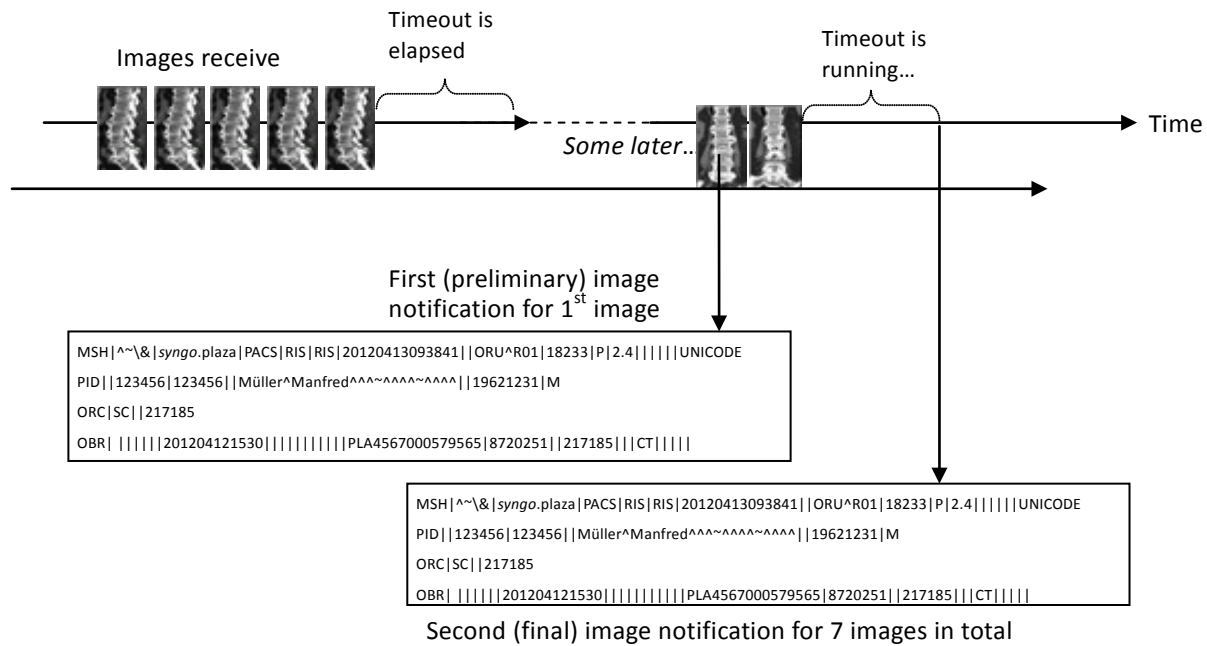 Timeout is
elapsed
Timeout is
running...
Images receive
Time
Some later..
First (preliminary) image
notification for 1st image
MSH|^~\&|syngo.plaza|PACS|RIS|RIS|20120413093841||ORU^R01|18233|P|2.4||||||UNICODE
PID||123456|123456||Müller^Manfred^^^~^^^^~^^^^||19621231|M
ORC|SC||217185
OBR| ||||||201204121530|||||||||||PLA4567000579565|8720251||217185|||CT|||||
MSH|^~\&|syngo.plaza|PACS|RIS|RIS|20120413093841||ORU^R01|18233|P|2.4||||||UNICODE
PID||123456|123456||Müller^Manfred^^^~^^^^~^^^^||19621231|M
ORC|SC||217185
OBR| ||||||201204121530|||||||||||PLA4567000579565|8720251||217185|||CT|||||
Second (final) image notification for 7 images in total